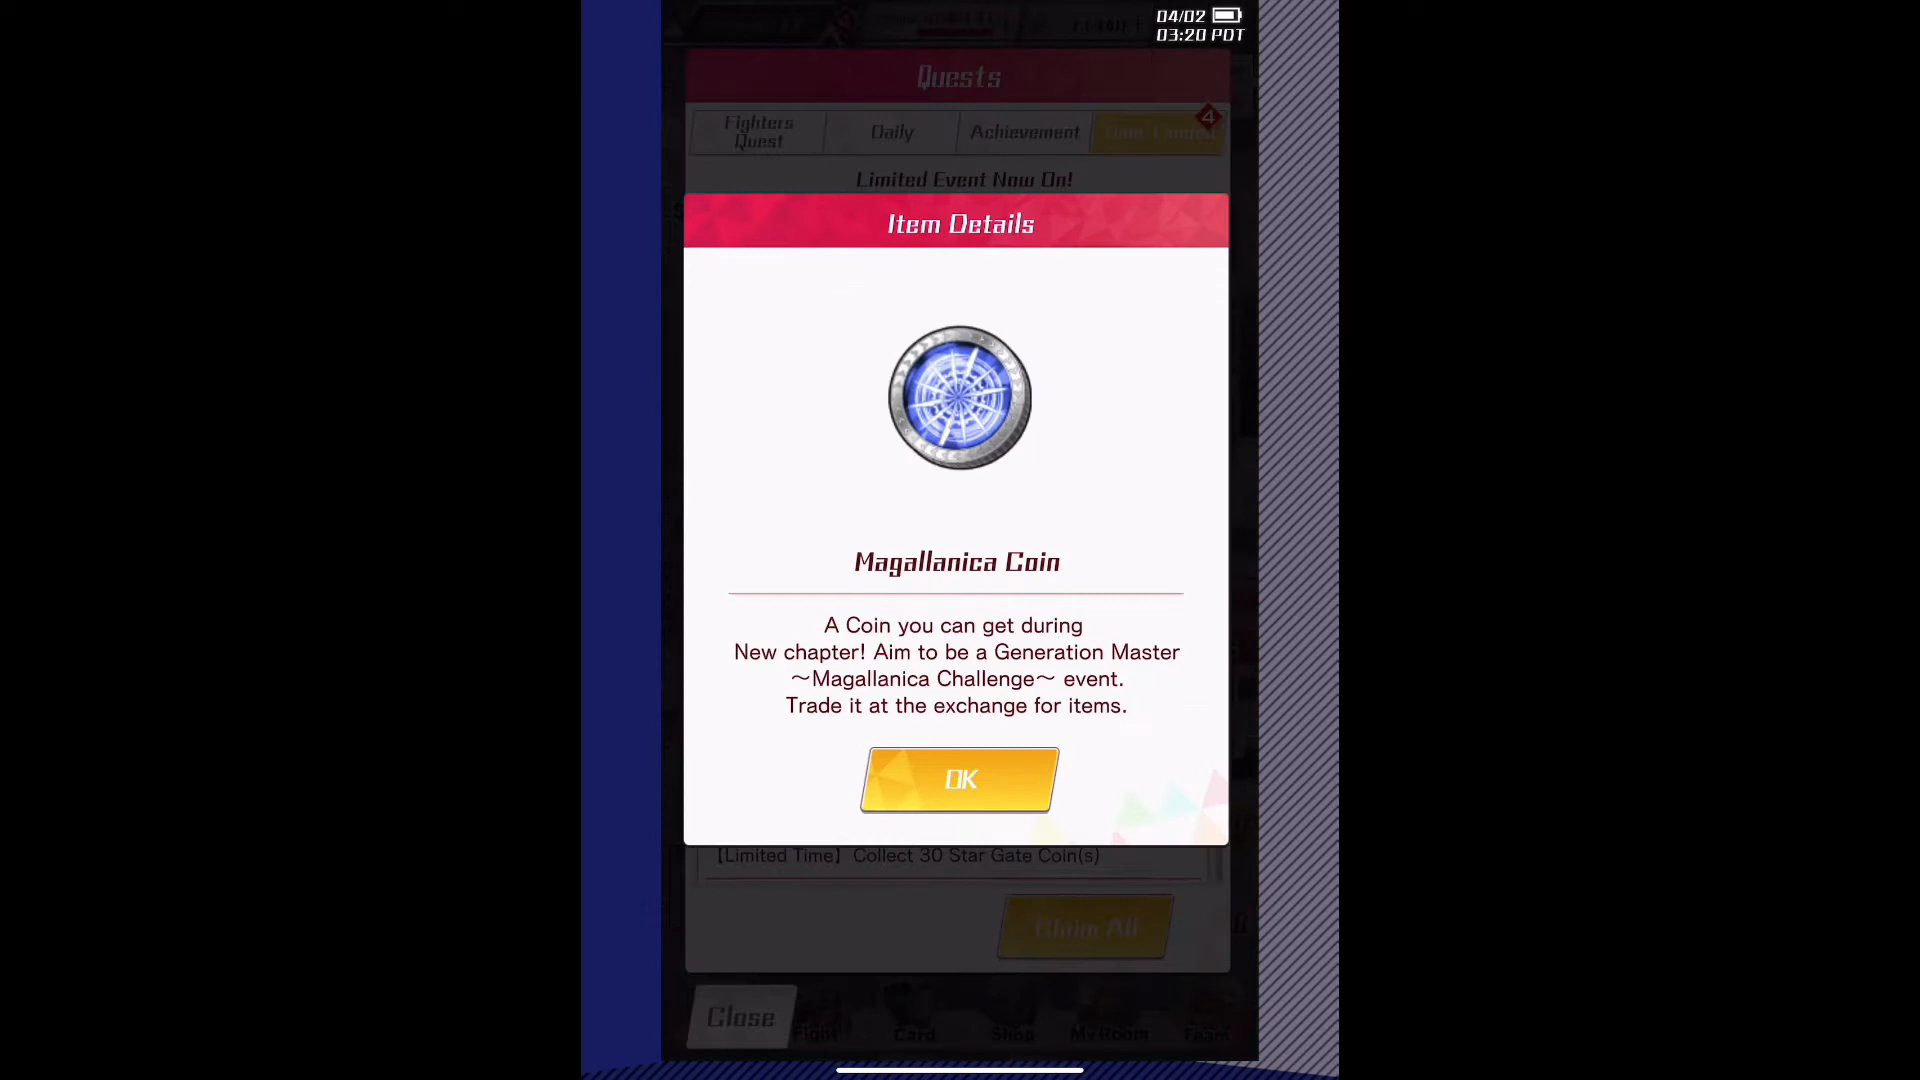 04/02
03:20 PDT
Quests
4
Fighters
Quest
Daily
Achievement
Limited Event Now On!
Item Details
Magallanica Coin
A Coin you can get during
New chapter! Aim to be a Generation Master
～Magallanica Challenge～ event.
Trade it at the exchange for items.
OK
【Limited Time】 Collect 30 Star Gate Coin(s)
Claim All
Close
Fight
Card
Shop
My Room
Team